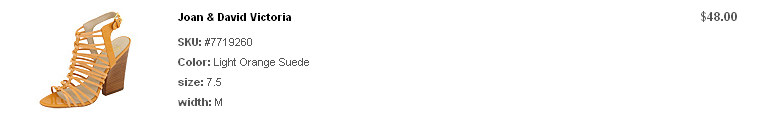 Joan & David Victoria $48.00
SKU: #7719260
Color: Light Orange Suede
size: 7.5
width: M